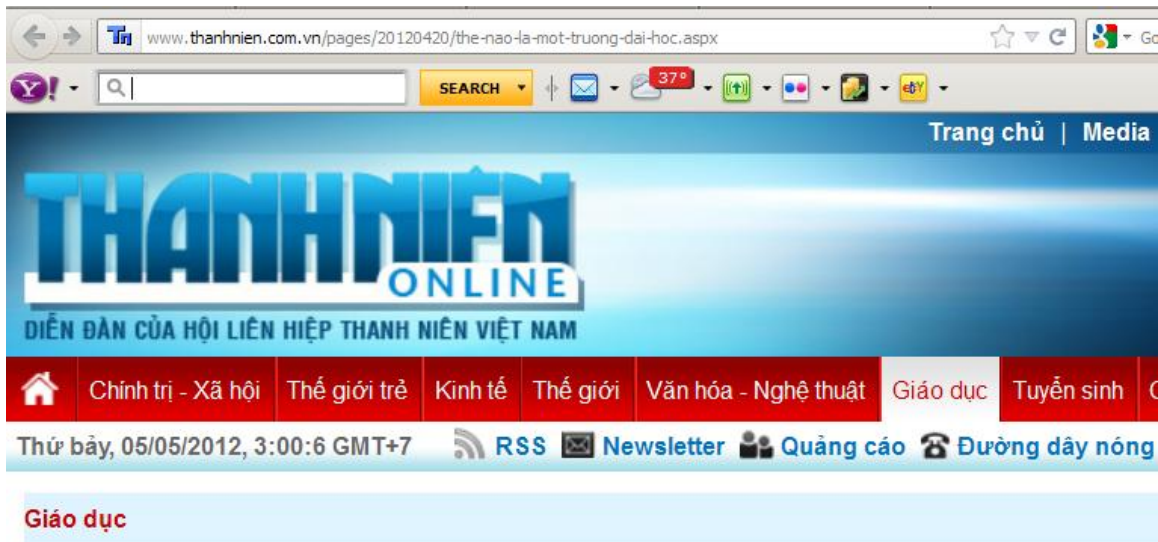 www.thanhnien.com.vn/pages/20120420/the-nao-la-mot-truong-dai-hoc.aspx
SEARCH 37°
Trang chủ | Media
THANH NIÊN
ONLINE
DIỄN ĐÀN CỦA HỘI LIÊN HIỆP THANH NIÊN VIỆT NAM
Chính trị - Xã hội Thế giới trẻ Kinh tế Thế giới Văn hóa - Nghệ thuật Giáo dục Tuyển sinh
Thứ bảy, 05/05/2012, 3:00:6 GMT+7 RSS Newsletter Quảng cáo Đường dây nóng
Giáo dục